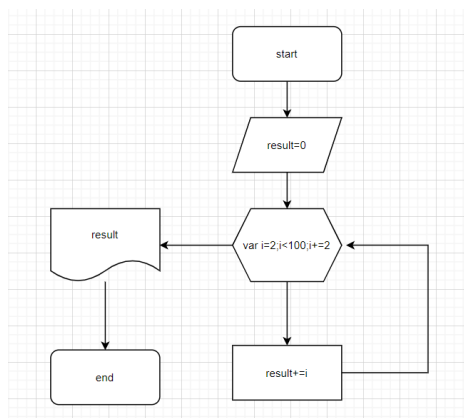 start
result=0
var i=2;i<100;i+=2
result
result+=i
end